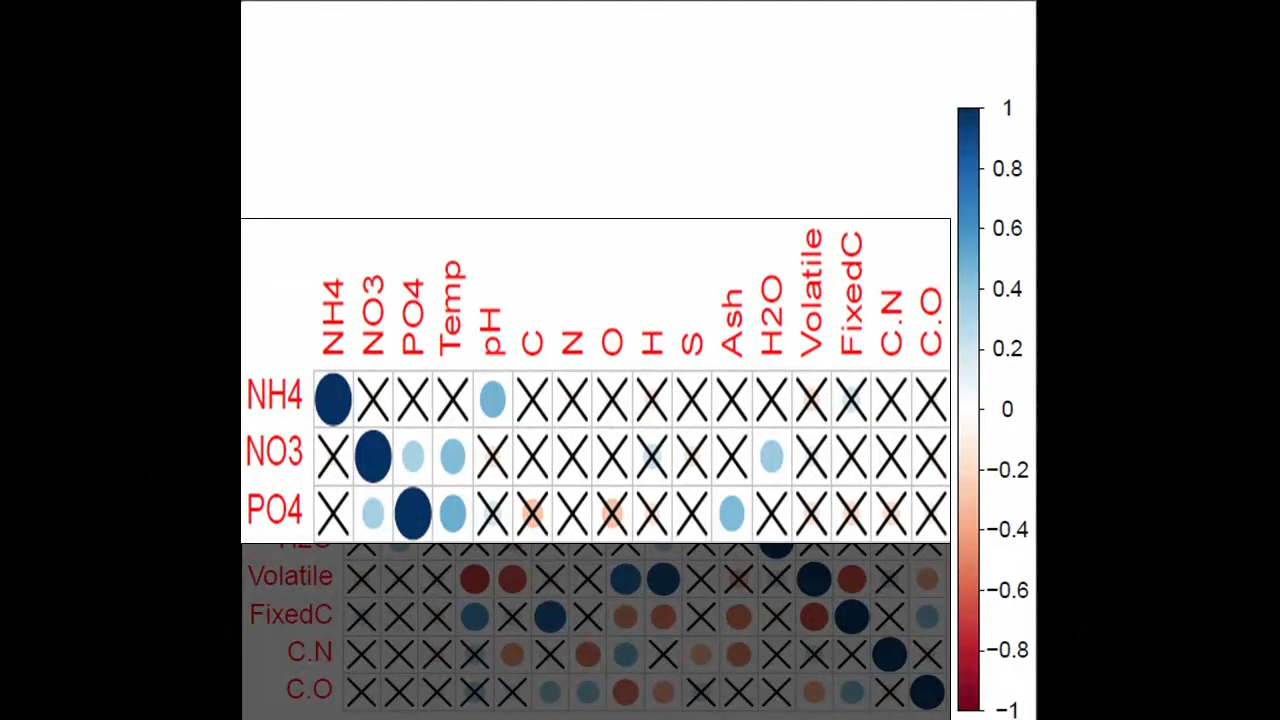 NH4 NO3 PO4 Temp pH C N O H S Ash H2O Volatile FixedC C.N C.O
NH4
NO3
PO4
Volatile
FixedC
C.N
C.O
1
0.8
0.6
0.4
0.2
0
−0.2
−0.4
−0.6
−0.8
−1